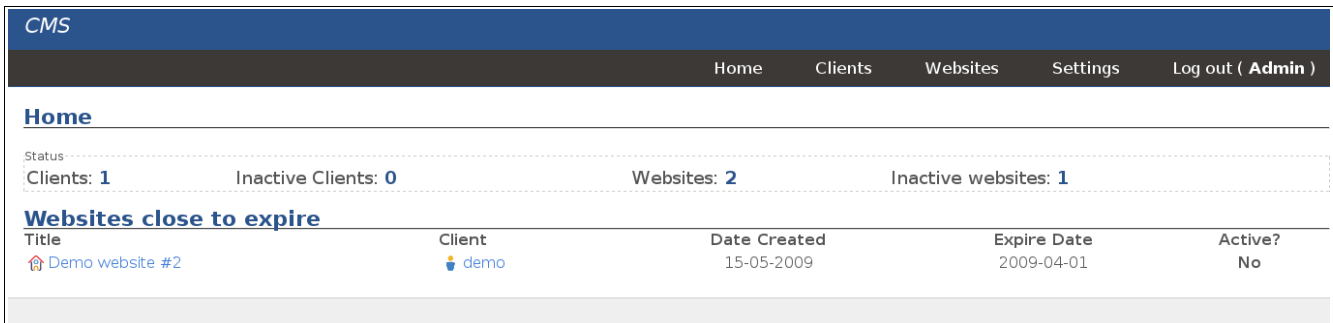 CMS
Home Clients Websites Settings Log out ( Admin )
Home
Status
Clients: 1 Inactive Clients: 0 Websites: 2 Inactive websites: 1
Websites close to expire
Title Client Date Created Expire Date Active?
Demo website #2 demo 15-05-2009 2009-04-01 No